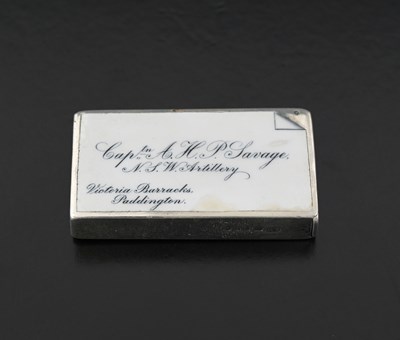 Captn. A. H. P. Savage.
N. S. W. Artillery
Victoria Barracks.
Paddington.